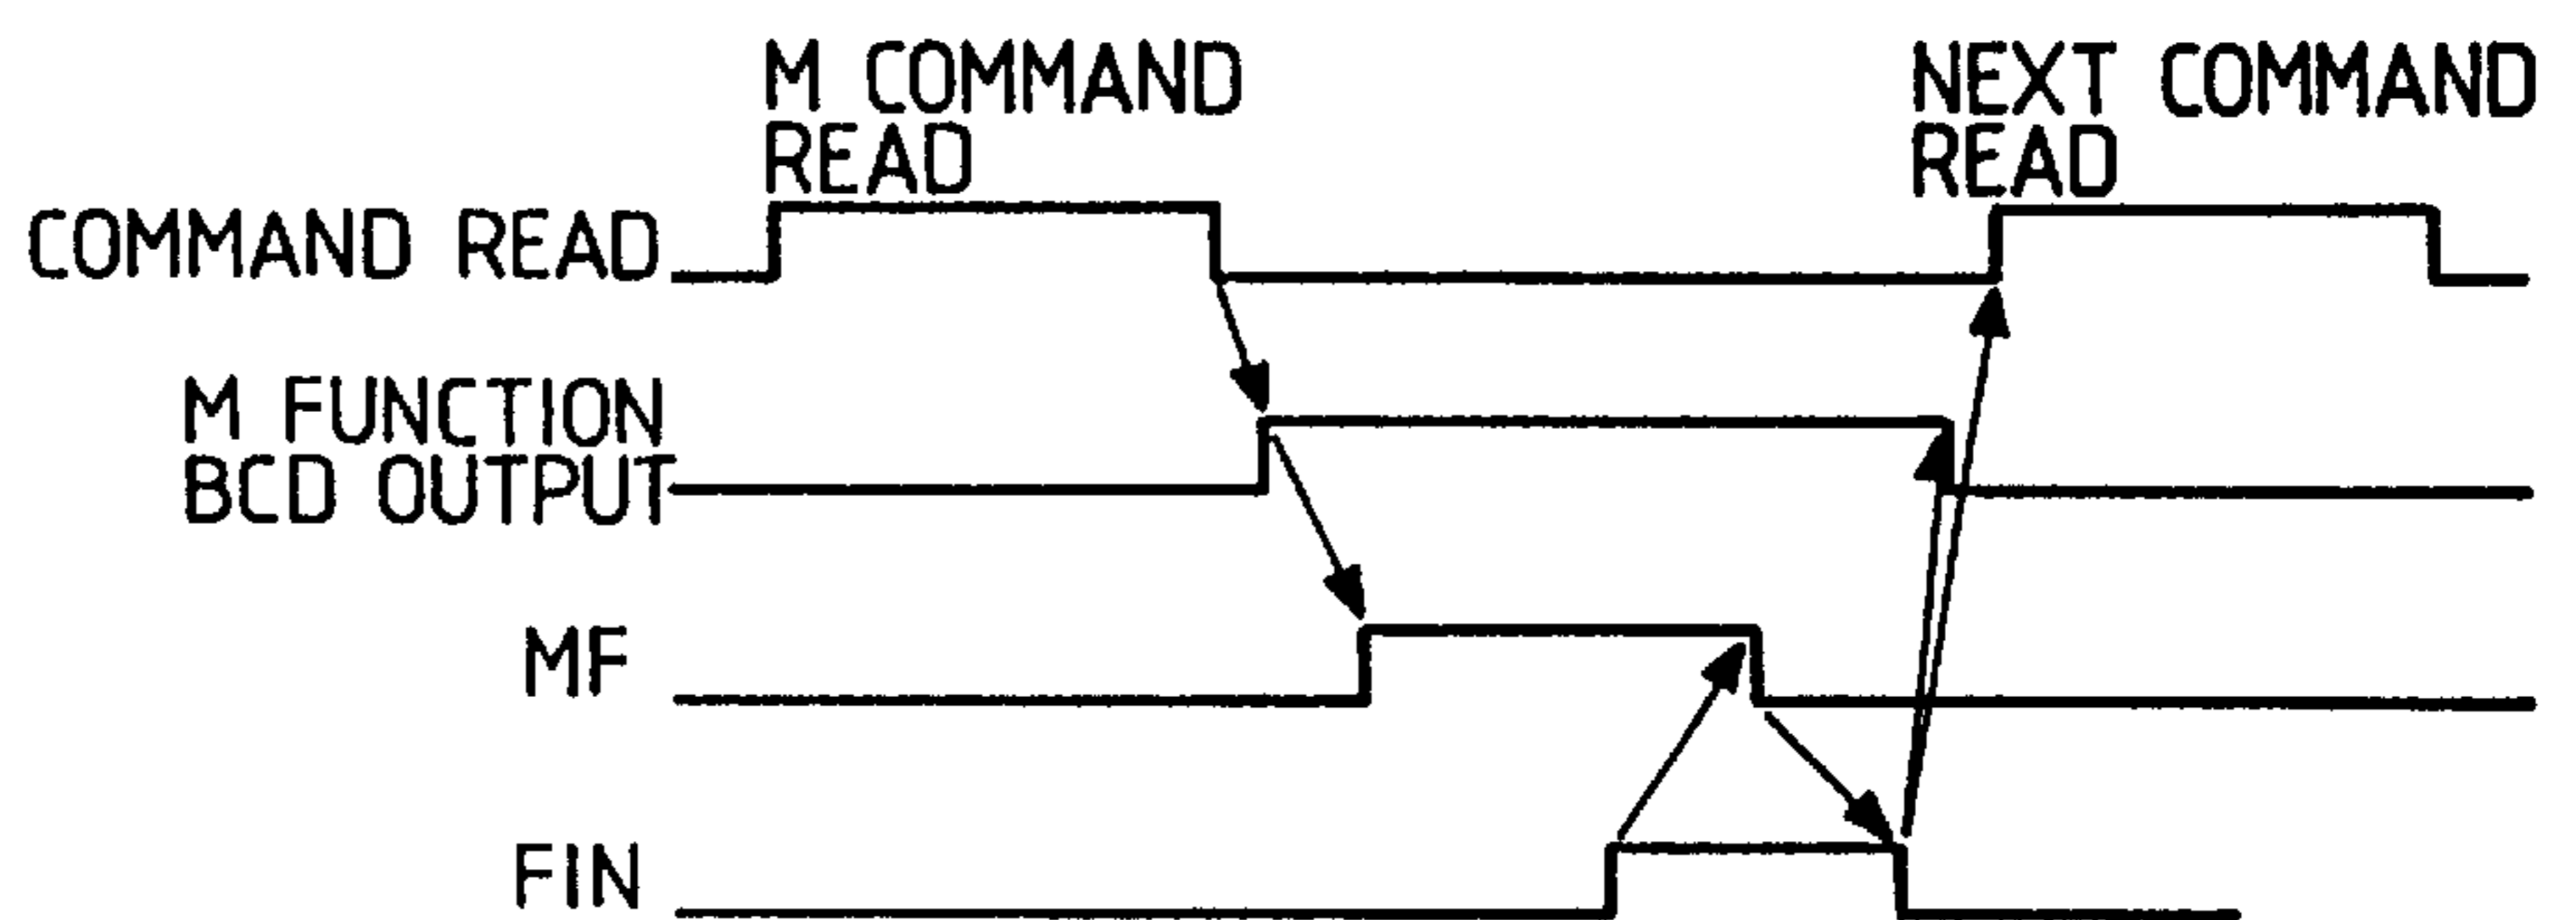 M COMMAND
READ
NEXT COMMAND
READ
COMMAND READ
M FUNCTION
BCD OUTPUT
MF
FIN